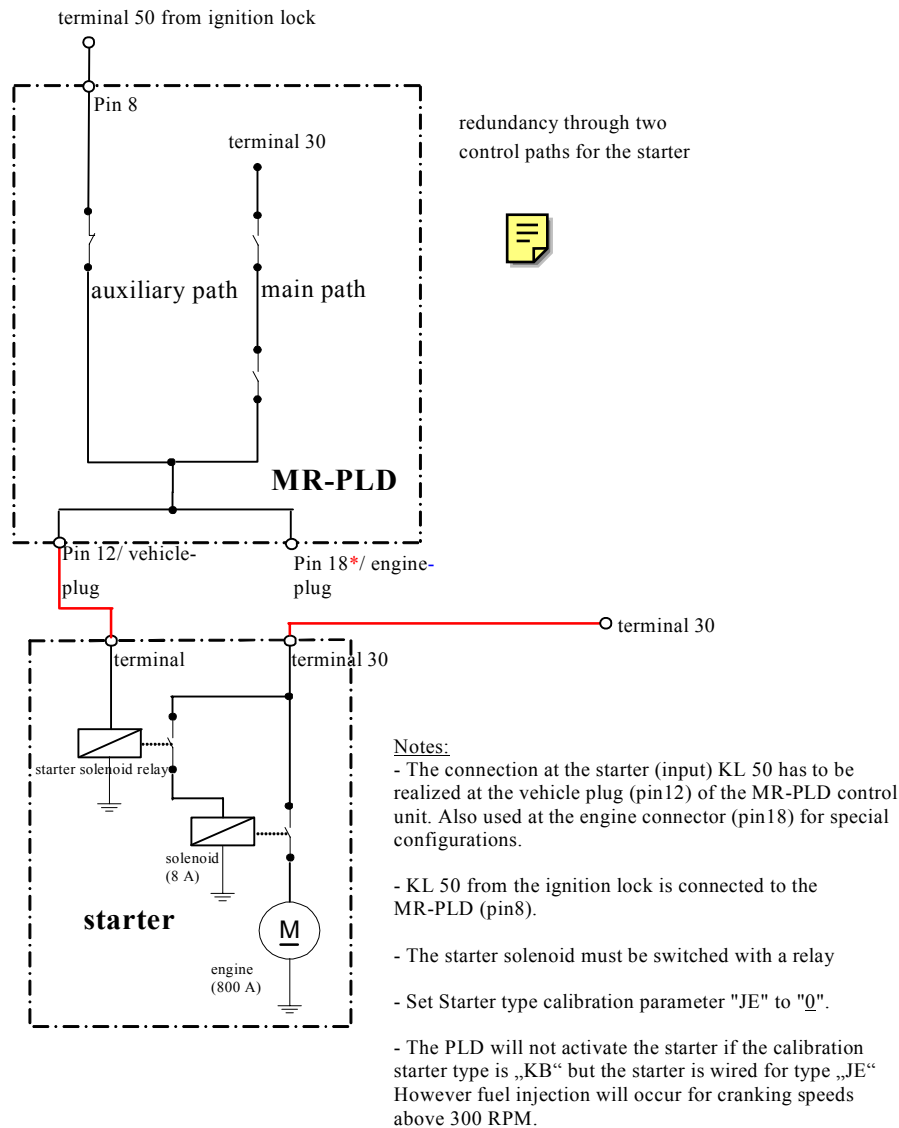 terminal 50 from ignition lock
Pin 8
terminal 30
redundancy through two
control paths for the starter
auxiliary path
main path
MR-PLD
Pin 12/ vehicle-
plug
Pin 18*/ engine-
plug
terminal 30
terminal
terminal 30
starter solenoid relay
solenoid
(8 A)
starter
M
engine
(800 A)
Notes:
- The connection at the starter (input) KL 50 has to be
realized at the vehicle plug (pin12) of the MR-PLD control
unit. Also used at the engine connector (pin18) for special
configurations.
- KL 50 from the ignition lock is connected to the
MR-PLD (pin8).
- The starter solenoid must be switched with a relay
- Set Starter type calibration parameter "JE" to "0".
- The PLD will not activate the starter if the calibration
starter type is „KB“ but the starter is wired for type „JE“
However fuel injection will occur for cranking speeds
above 300 RPM.